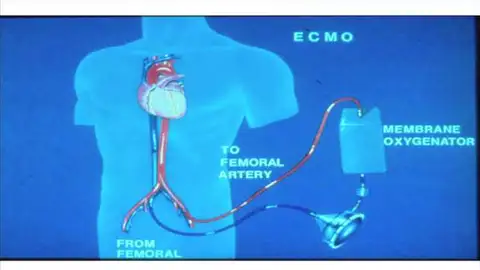 ECMO
MEMBRANE
OXYGENATOR
TO
FEMORAL
ARTERY
FROM
FEMORAL